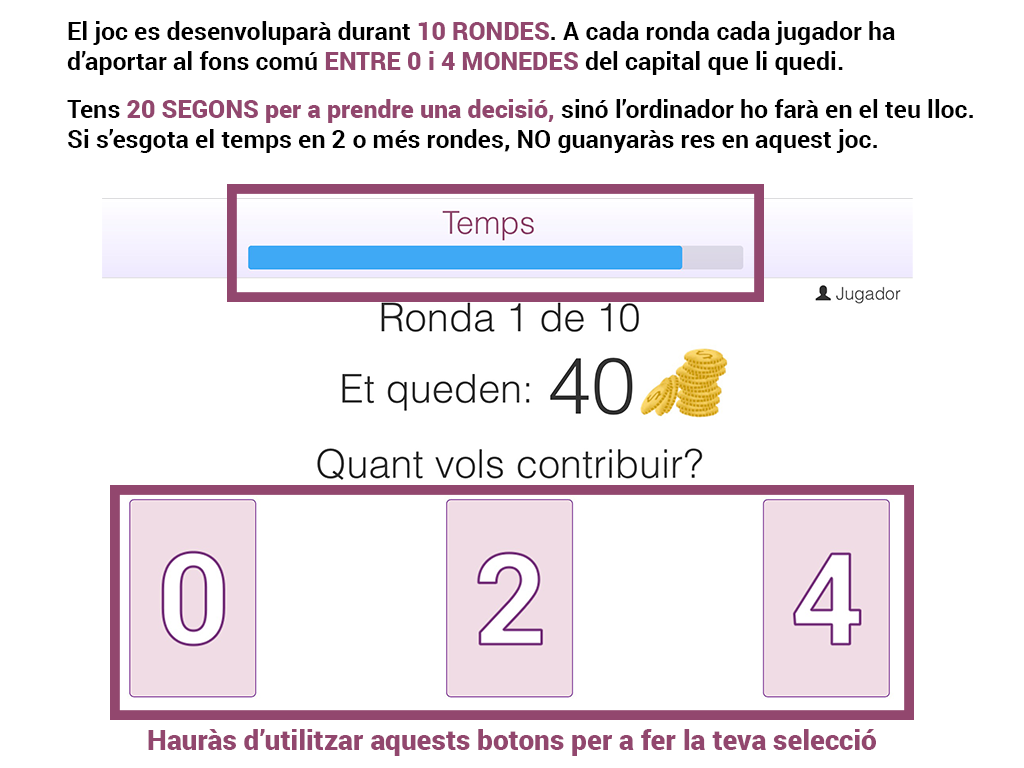 El joc es desenvoluparà durant 10 RONDES. A cada ronda cada jugador ha
d’aportar al fons comú ENTRE 0 i 4 MONEDES del capital que li quedi.
Tens 20 SEGONS per a prendre una decisió, sinó l’ordinador ho farà en el teu lloc.
Si s’esgota el temps en 2 o més rondes, NO guanyaràs res en aquest joc.
Temps
Jugador
Ronda 1 de 10
Et queden: 40
Quant vols contribuir?
0 2 4
Hauràs d’utilitzar aquests botons per a fer la teva selecció